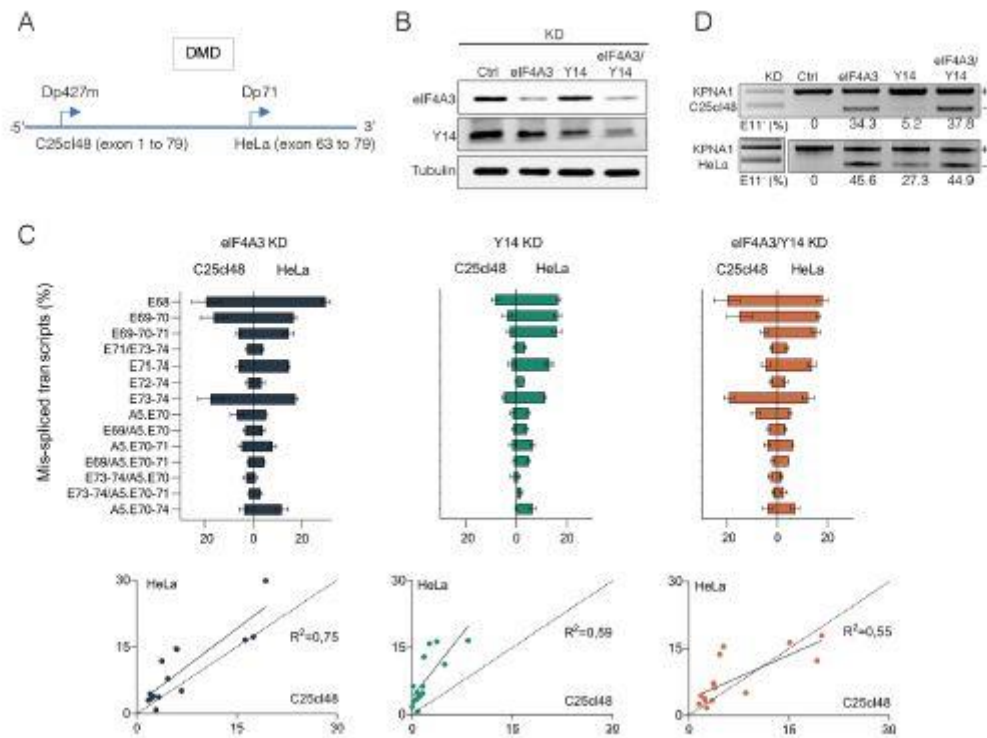 A
DMD
Dp427m
Dp71
5'
3'
C25cl48 (exon 1 to 79)
HeLa (exon 63 to 79)
B
KD
Ctrl eIF4A3 Y14 eIF4A3/
Y14
eIF4A3
Y14
Tubulin
D
KD Ctrl eIF4A3 Y14 eIF4A3/
Y14
KPNA1
C25cl48
+
-
E11⁻ (%) 0 34.3 5.2 37.8
KPNA1
HeLa
+
-
E11⁻ (%) 0 45.6 27.3 44.9
C
eIF4A3 KD
C25cl48 HeLa
Y14 KD
C25cl48 HeLa
eIF4A3/Y14 KD
C25cl48 HeLa
Mis-spliced transcripts (%)
E68
E69-70
E69-70-71
E71/E73-74
E71-74
E72-74
E73-74
A5.E70
E69/A5.E70
A5.E70-71
E69/A5.E70-71
E73-74/A5.E70
E73-74/A5.E70-71
A5.E70-74
20 0 20
20 0 20
20 0 20
30
HeLa
15
R²=0,75
C25cl48
0
0 15 30
30
HeLa
15
R²=0,59
C25cl48
0
0 15 30
30
HeLa
15
R²=0,55
C25cl48
0
0 15 30